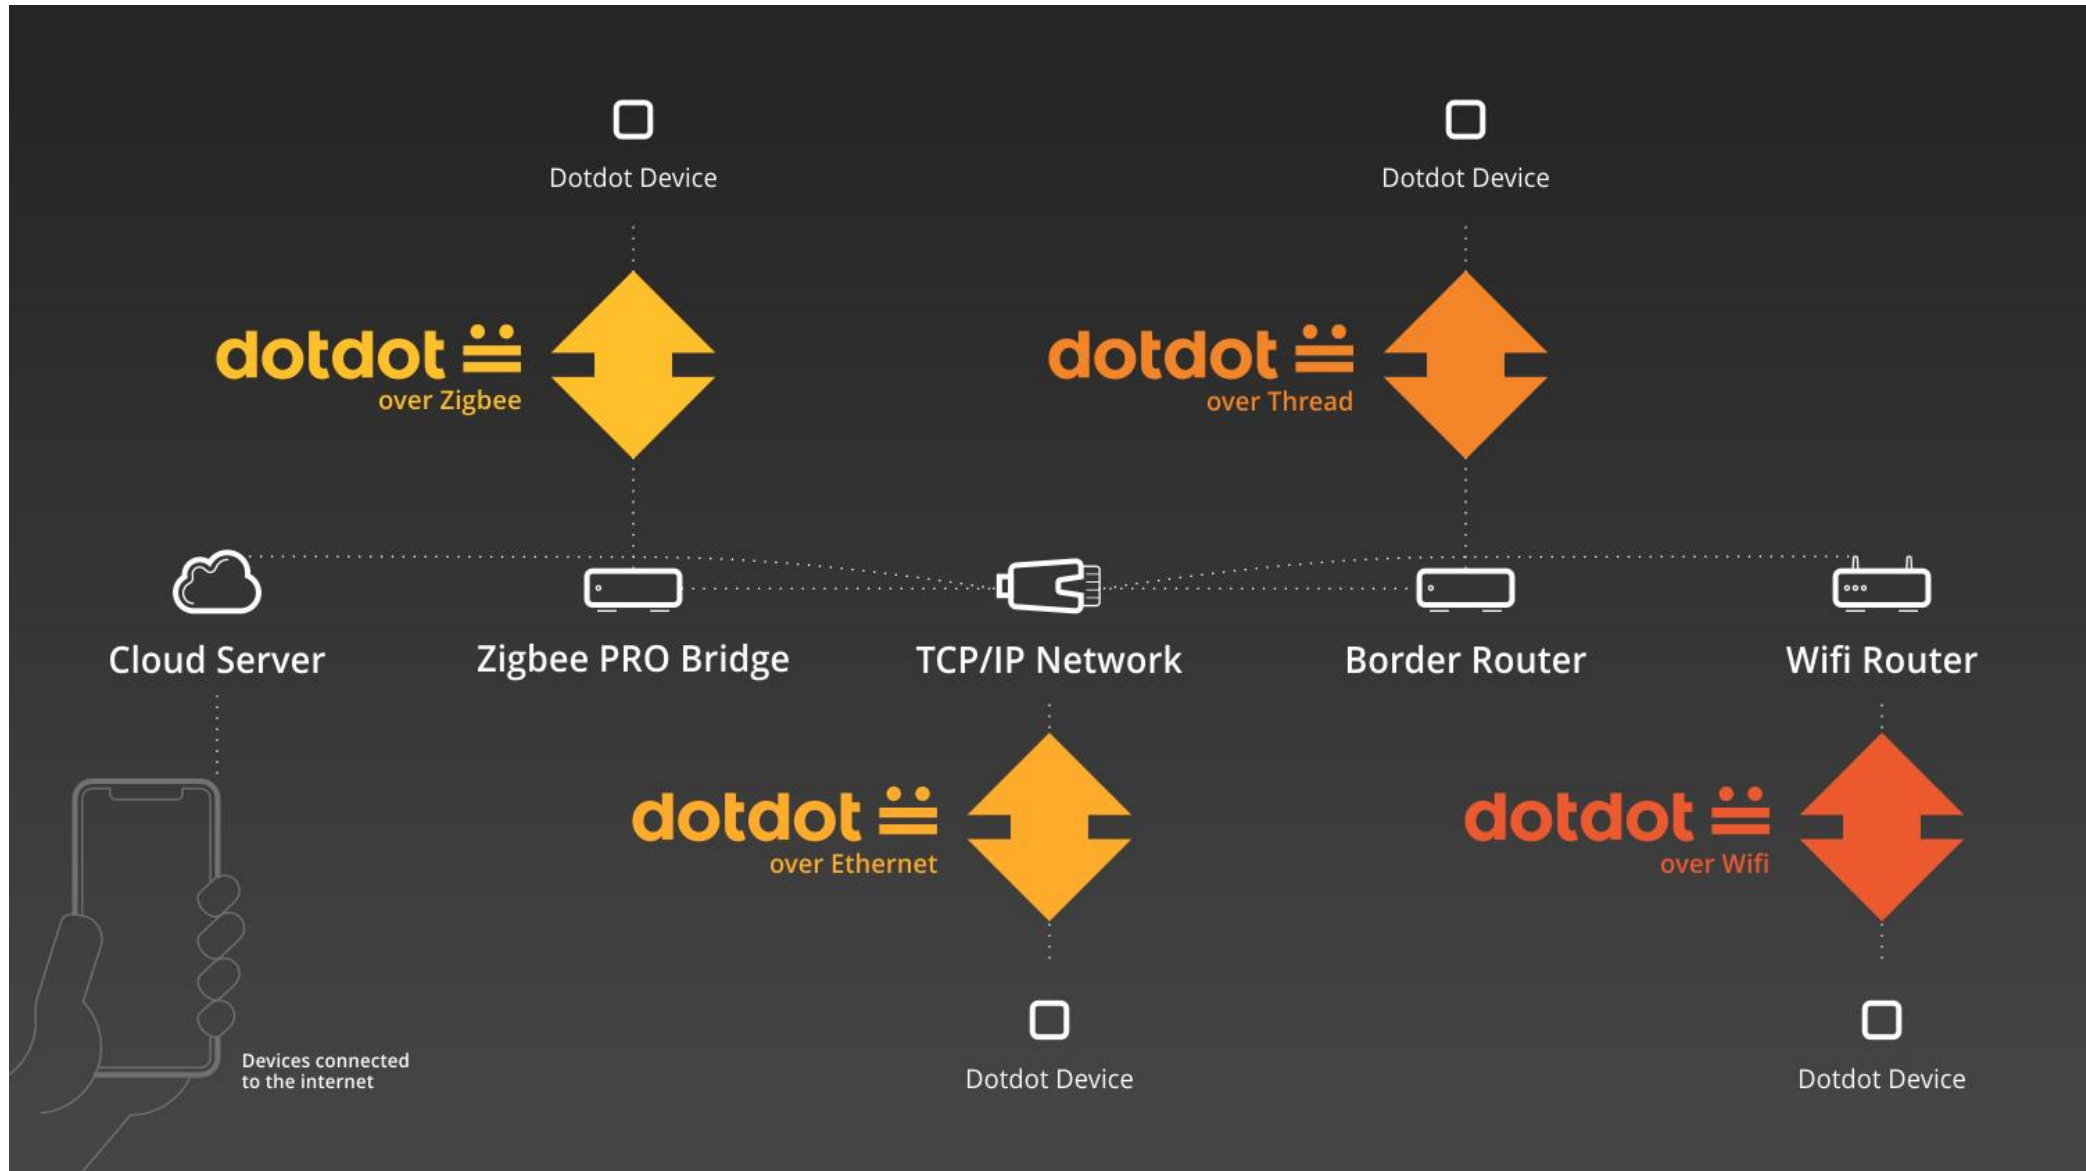 Dotdot Device
Dotdot Device
dotdot
over Zigbee
dotdot
over Thread
Cloud Server
Zigbee PRO Bridge
TCP/IP Network
Border Router
Wifi Router
dotdot
over Ethernet
dotdot
over Wifi
Devices connected
to the internet
Dotdot Device
Dotdot Device